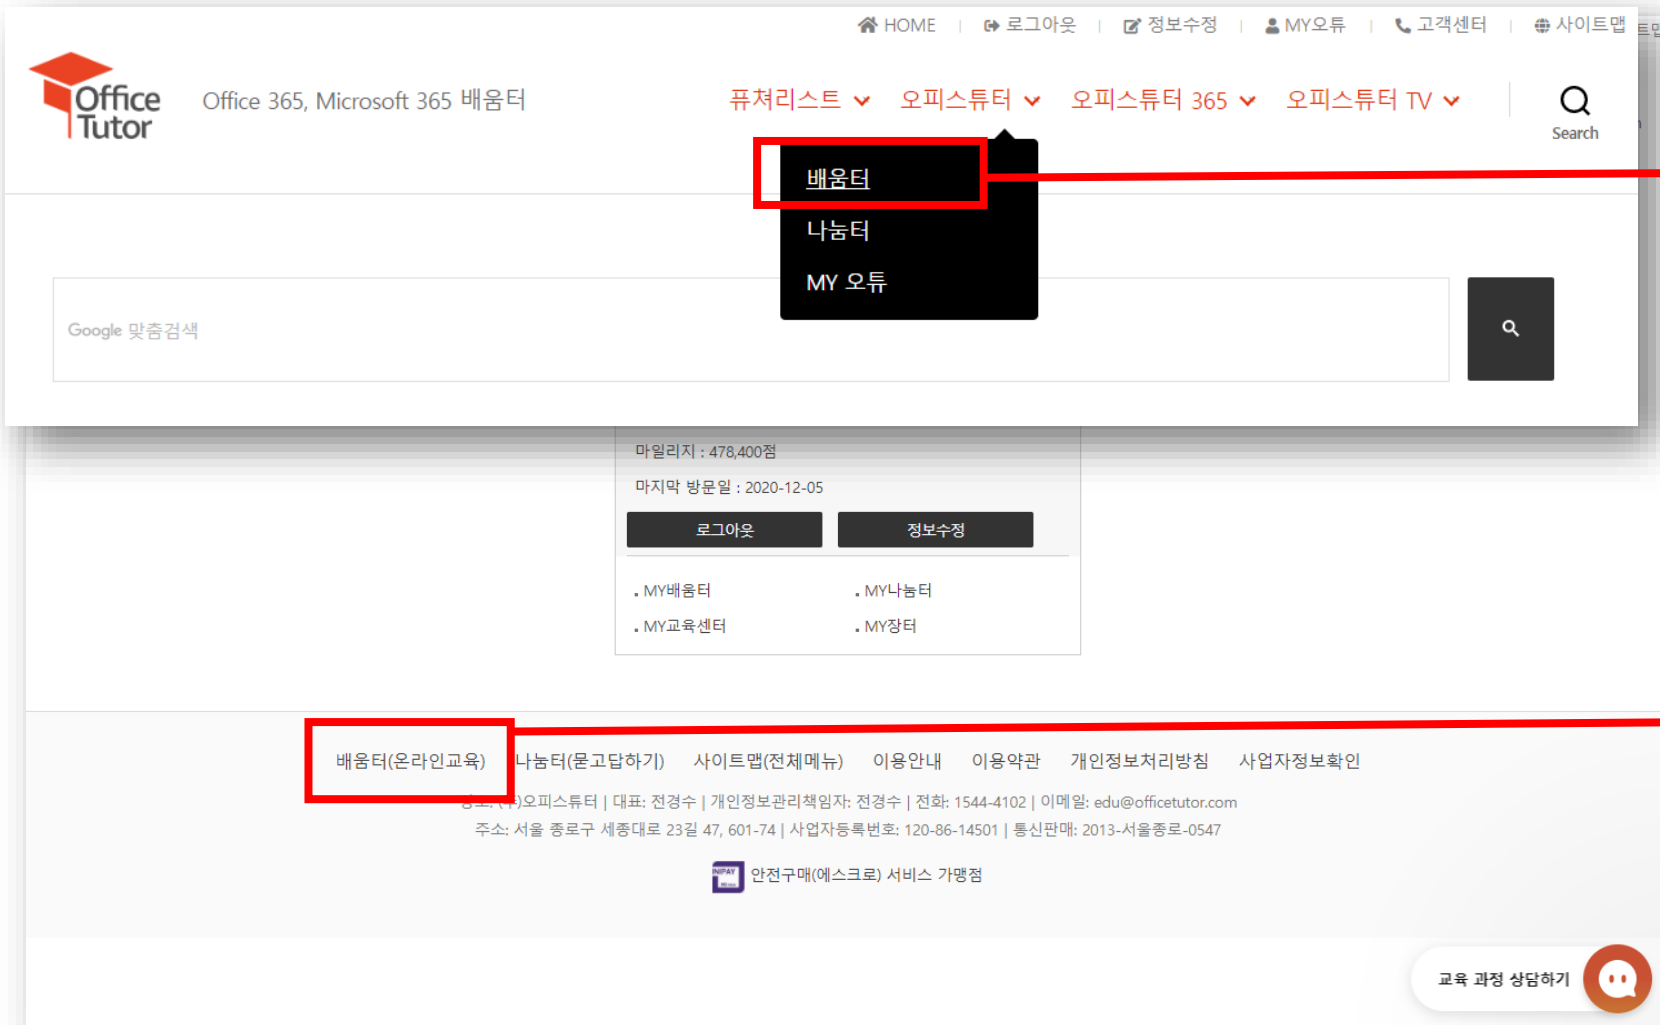 HOME | 로그아웃 | 정보수정 | MY오튜 | 고객센터 | 사이트맵
Office Tutor
Office 365, Microsoft 365 배움터
퓨쳐리스트 오피스튜터 오피스튜터 365 오피스튜터 TV
Search
배움터
나눔터
MY 오튜
Google 맞춤검색
마일리지 : 478,400점
마지막 방문일 : 2020-12-05
로그아웃 정보수정
. MY배움터 . MY나눔터
. MY교육센터 . MY장터
배움터(온라인교육) 나눔터(묻고답하기) 사이트맵(전체메뉴) 이용안내 이용약관 개인정보처리방침 사업자정보확인
오피스튜터 | 대표: 전경수 | 개인정보관리책임자: 전경수 | 전화: 1544-4102 | 이메일: edu@officetutor.com
주소: 서울 종로구 세종대로 23길 47, 601-74 | 사업자등록번호: 120-86-14501 | 통신판매: 2013-서울종로-0547
INIPAY 안전구매(에스크로) 서비스 가맹점
교육 과정 상담하기